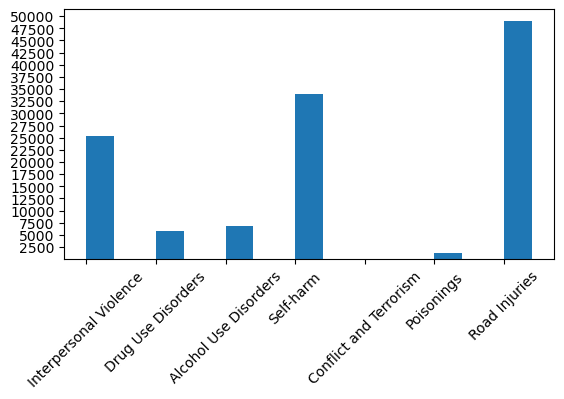 50000
47500
45000
42500
40000
37500
35000
32500
30000
27500
25000
22500
20000
17500
15000
12500
10000
7500
5000
2500
Interpersonal Violence
Drug Use Disorders
Alcohol Use Disorders
Self-harm
Conflict and Terrorism
Poisonings
Road Injuries